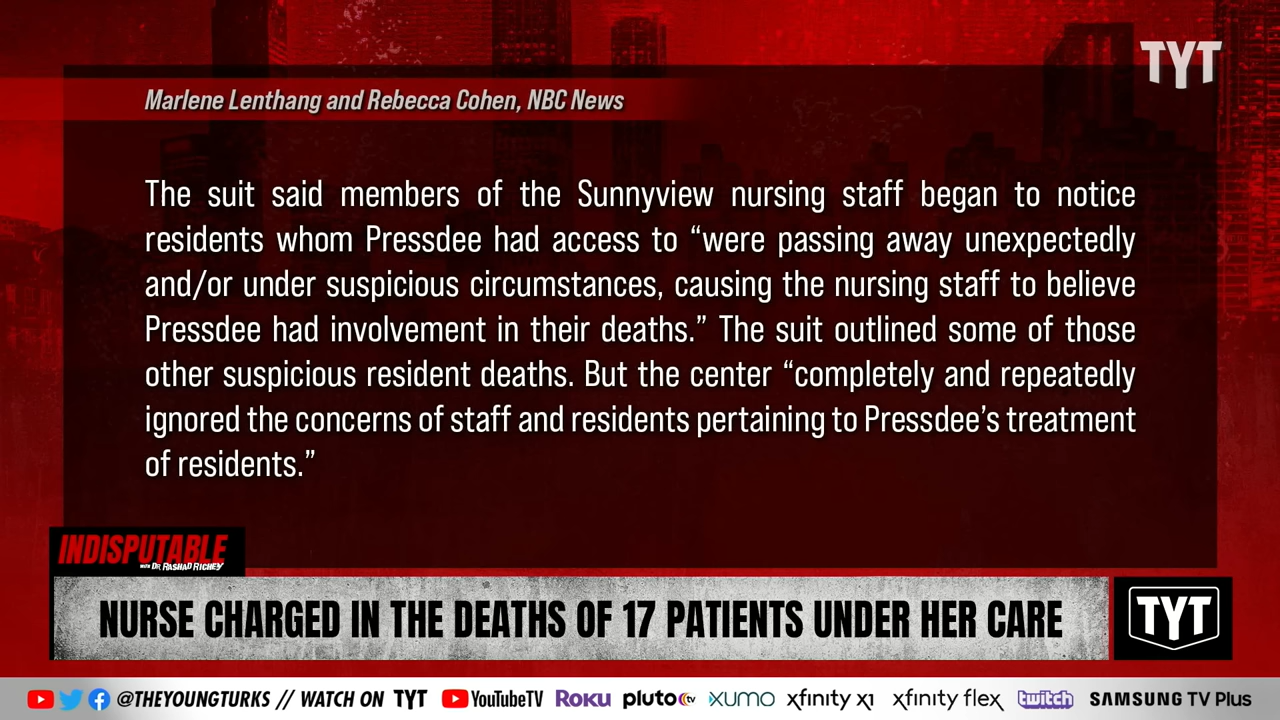 TYT
Marlene Lenthang and Rebecca Cohen, NBC News
The suit said members of the Sunnyview nursing staff began to notice
residents whom Pressdee had access to “were passing away unexpectedly
and/or under suspicious circumstances, causing the nursing staff to believe
Pressdee had involvement in their deaths.” The suit outlined some of those
other suspicious resident deaths. But the center “completely and repeatedly
ignored the concerns of staff and residents pertaining to Pressdee’s treatment
of residents.”
INDISPUTABLE
WITH DR. RASHAD RICHEY
NURSE CHARGED IN THE DEATHS OF 17 PATIENTS UNDER HER CARE
TYT
@THEYOUNGTURKS // WATCH ON TYT YouTubeTV ROKU pluto tv XUMO xfinity x1 xfinity flex twitch SAMSUNG TV Plus